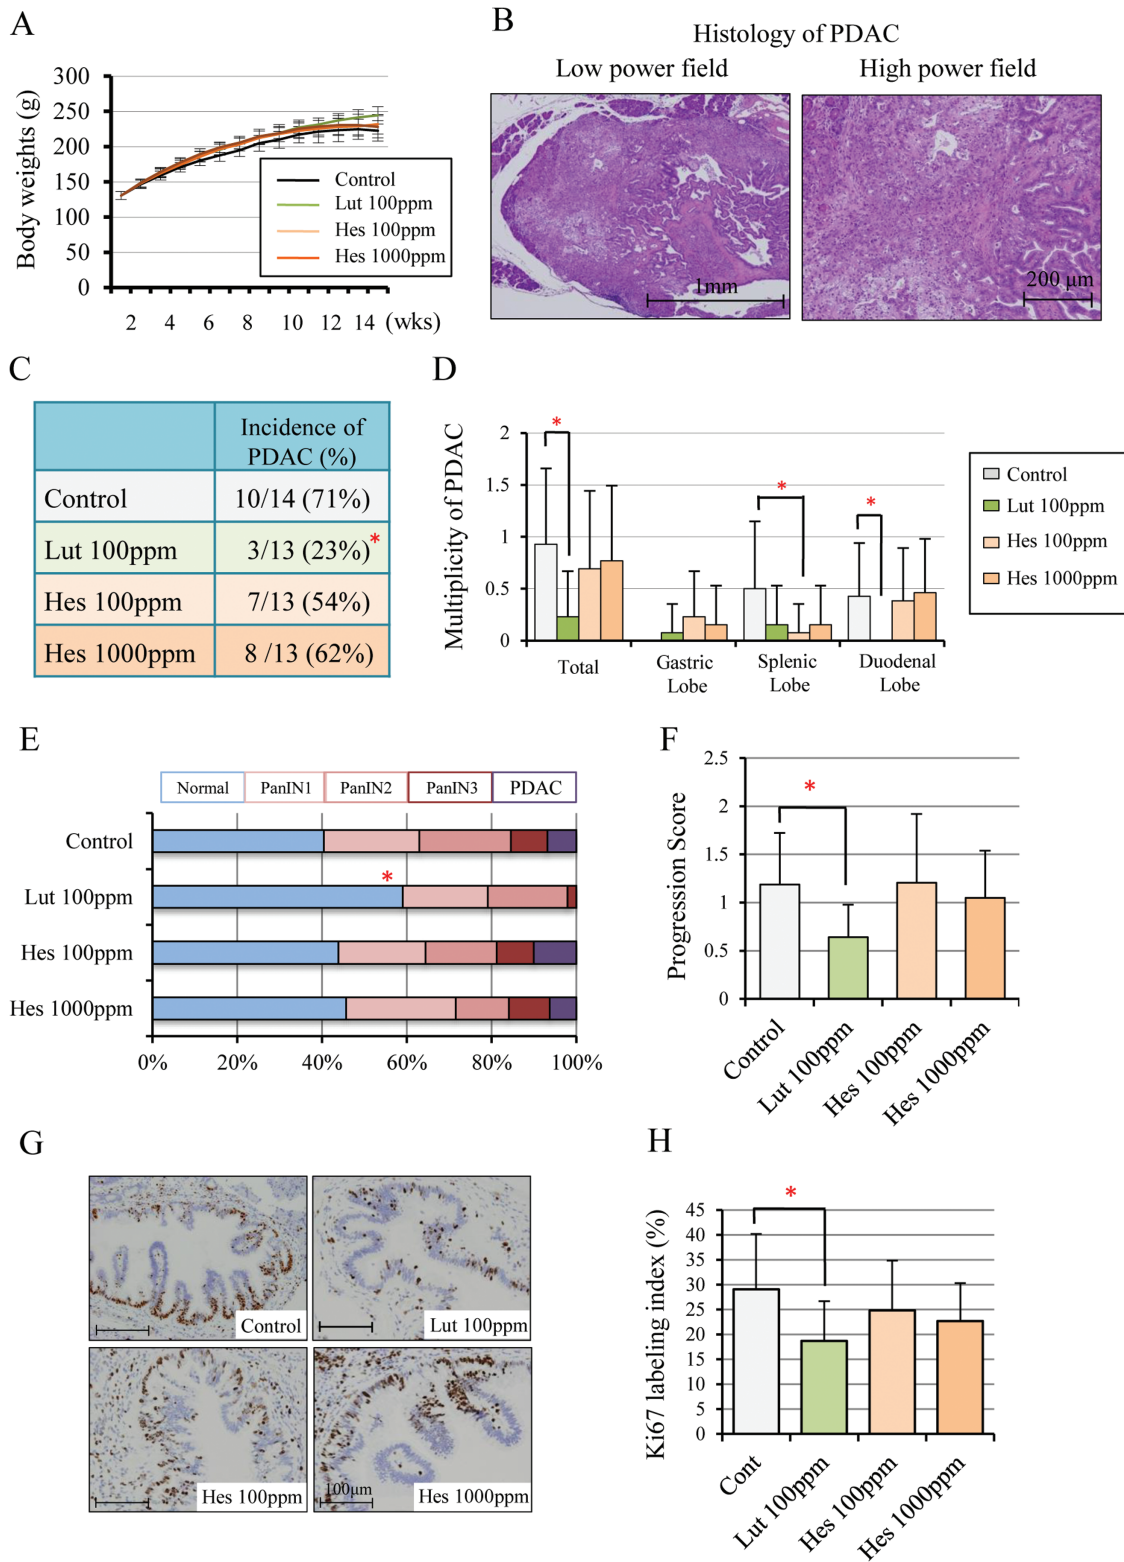 A
300
250
200
150
100
50
0
Body weights (g)
Control
Lut 100ppm
Hes 100ppm
Hes 1000ppm
2 4 6 8 10 12 14 (wks)
B
Histology of PDAC
Low power field High power field
1mm
200 μm
C
Incidence of
PDAC (%)
Control 10/14 (71%)
Lut 100ppm 3/13 (23%)*
Hes 100ppm 7/13 (54%)
Hes 1000ppm 8 /13 (62%)
D
Multiplicity of PDAC
2
1.5
1
0.5
0
* * *
Total
Gastric
Lobe
Splenic
Lobe
Duodenal
Lobe
Control
Lut 100ppm
Hes 100ppm
Hes 1000ppm
E
Normal PanIN1 PanIN2 PanIN3 PDAC
Control
*
Lut 100ppm
Hes 100ppm
Hes 1000ppm
0% 20% 40% 60% 80% 100%
F
Progression Score
2.5
2
1.5
1
0.5
0
*
Control
Lut 100ppm
Hes 100ppm
Hes 1000ppm
G
Control
Lut 100ppm
Hes 100ppm
100μm
Hes 1000ppm
H
Ki67 labeling index (%)
45
40
35
30
25
20
15
10
5
0
*
Cont
Lut 100ppm
Hes 100ppm
Hes 1000ppm